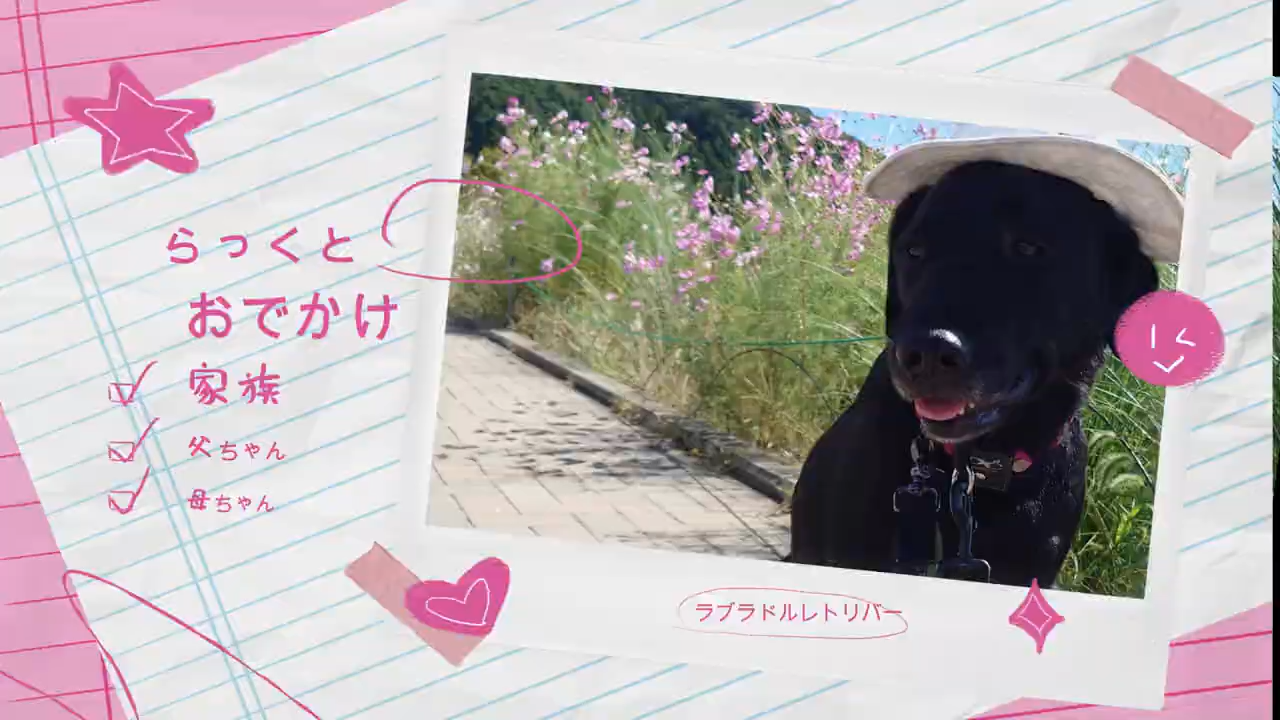 らっくと
おでかけ
家族
父ちゃん
母ちゃん
ラブラドルレトリバー